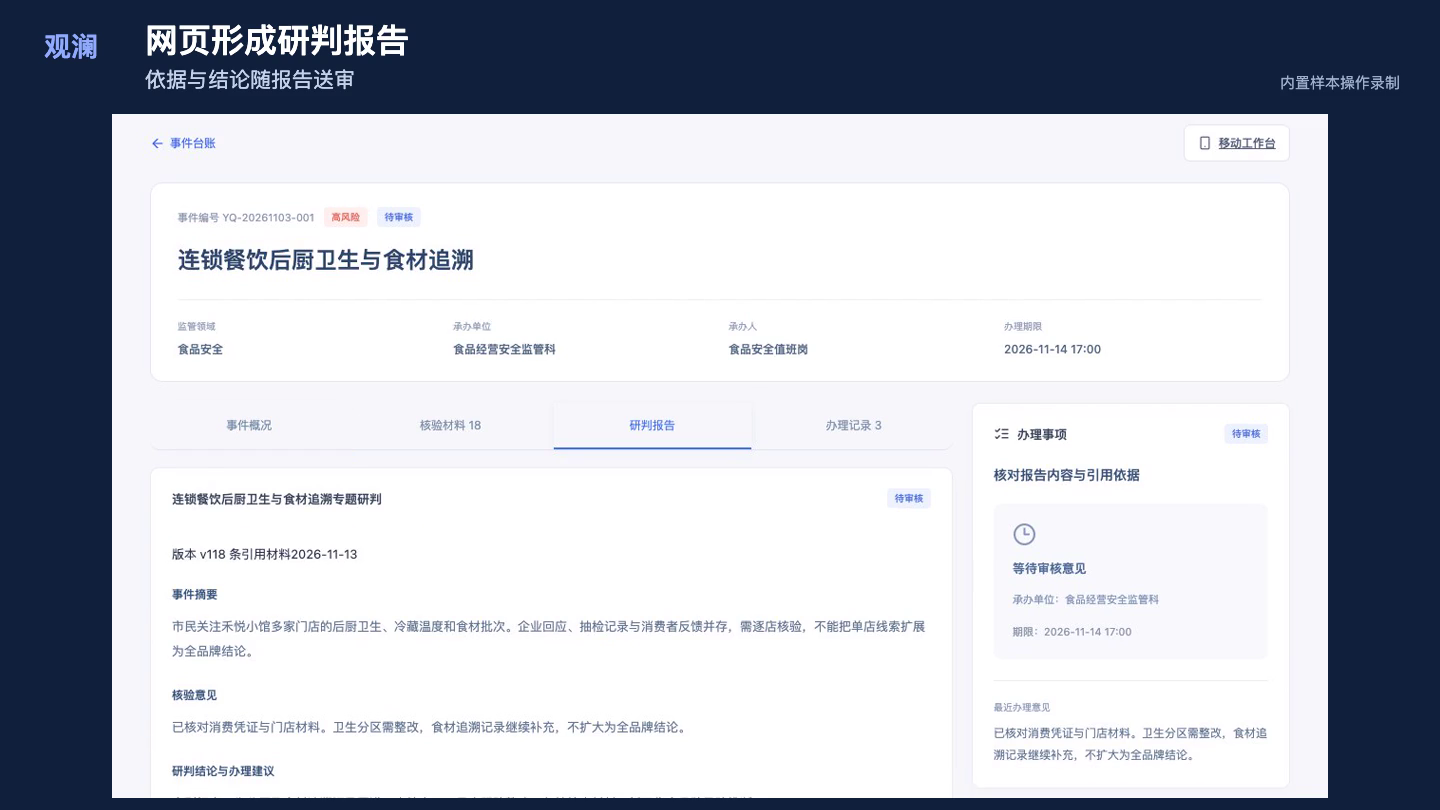 观澜
网页形成研判报告
依据与结论随报告送审
内置样本操作录制
事件台账
移动工作台
事件编号 YQ-20261103-001 高风险 待审核
连锁餐饮后厨卫生与食材追溯
监管领域 承办单位 承办人 办理期限
食品安全 食品经营安全监管科 食品安全值班岗 2026-11-14 17:00
事件概况 核验材料 18 研判报告 办理记录 3
连锁餐饮后厨卫生与食材追溯专题研判 待审核
版本 v118 条引用材料2026-11-13
事件摘要
市民关注禾悦小馆多家门店的后厨卫生、冷藏温度和食材批次。企业回应、抽检记录与消费者反馈并存，需逐店核验，不能把单店线索扩展
为全品牌结论。
核验意见
已核对消费凭证与门店材料。卫生分区需整改，食材追溯记录继续补充，不扩大为全品牌结论。
研判结论与办理建议
办理事项 待审核
核对报告内容与引用依据
等待审核意见
承办单位：食品经营安全监管科
期限：2026-11-14 17:00
最近办理意见
已核对消费凭证与门店材料。卫生分区需整改，食材追
溯记录继续补充，不扩大为全品牌结论。